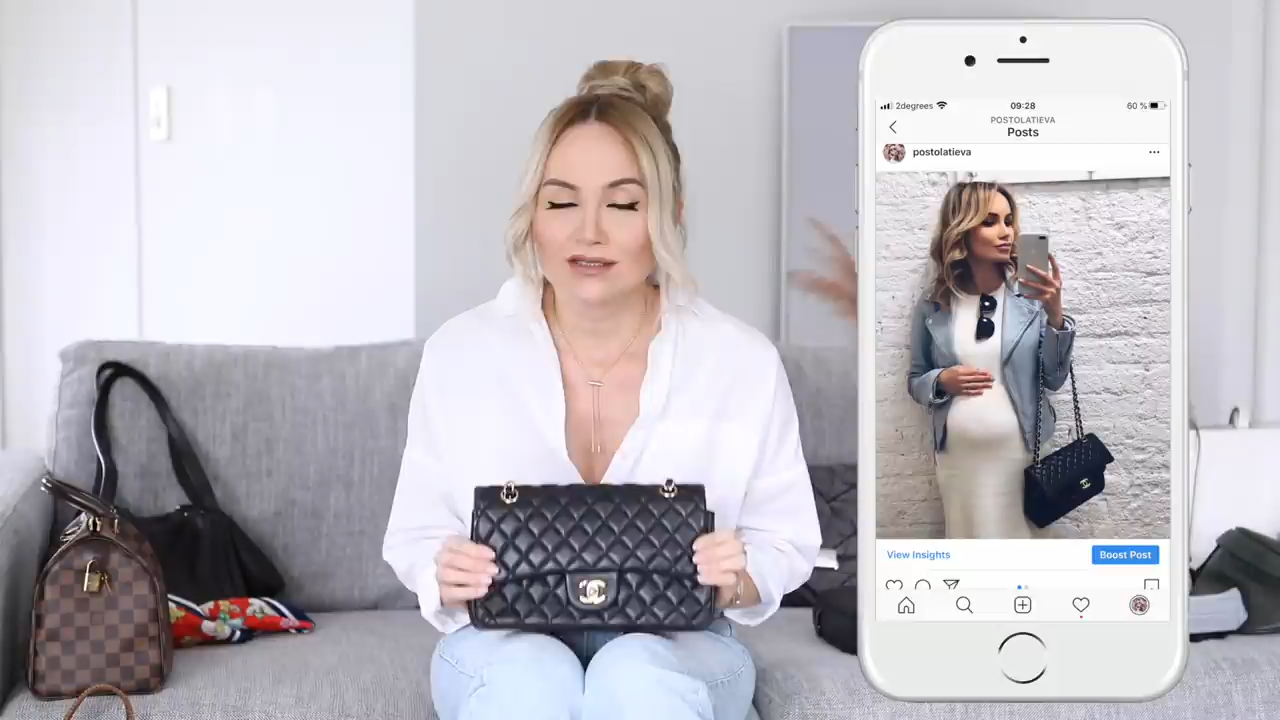 2degrees 09:28 60 %
POSTOLATIEVA
Posts
postolatieva
View Insights Boost Post